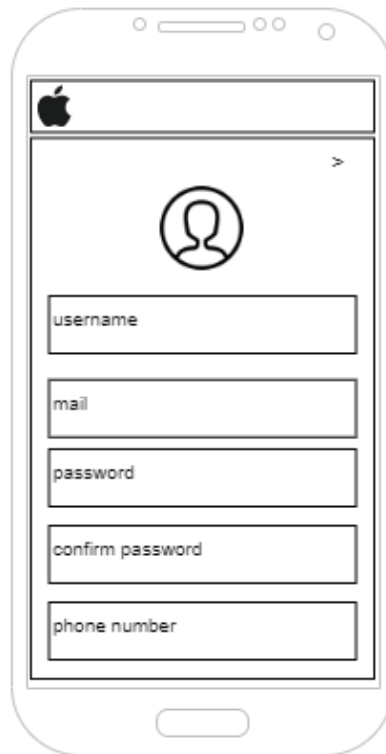 >
username
mail
password
confirm password
phone number